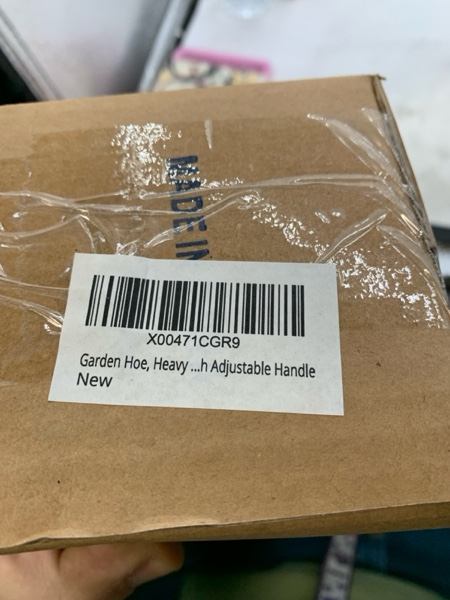 MADE IN
X00471CGR9
Garden Hoe, Heavy ...h Adjustable Handle
New